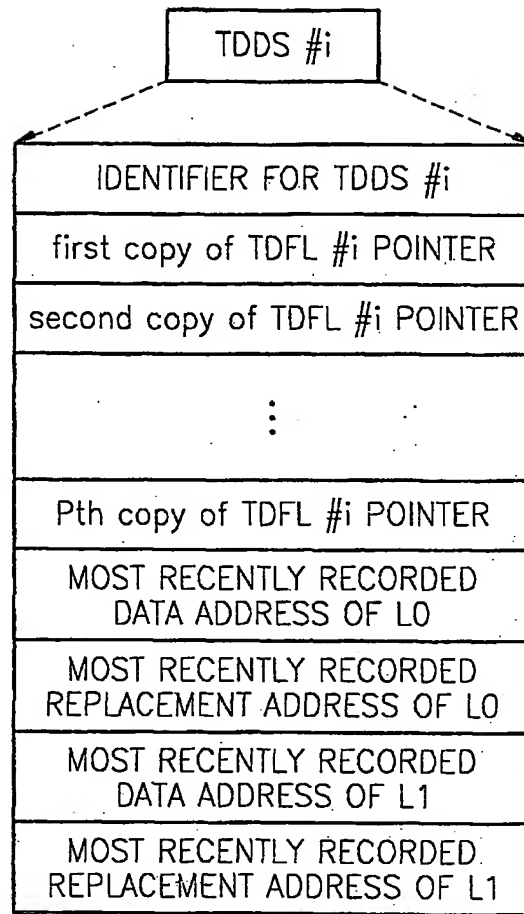 TDDS #i
IDENTIFIER FOR TDDS #i
first copy of TDFL #i POINTER
second copy of TDFL #i POINTER
⋮
Pth copy of TDFL #i POINTER
MOST RECENTLY RECORDED
DATA ADDRESS OF L0
MOST RECENTLY RECORDED
REPLACEMENT ADDRESS OF L0
MOST RECENTLY RECORDED
DATA ADDRESS OF L1
MOST RECENTLY RECORDED
REPLACEMENT ADDRESS OF L1